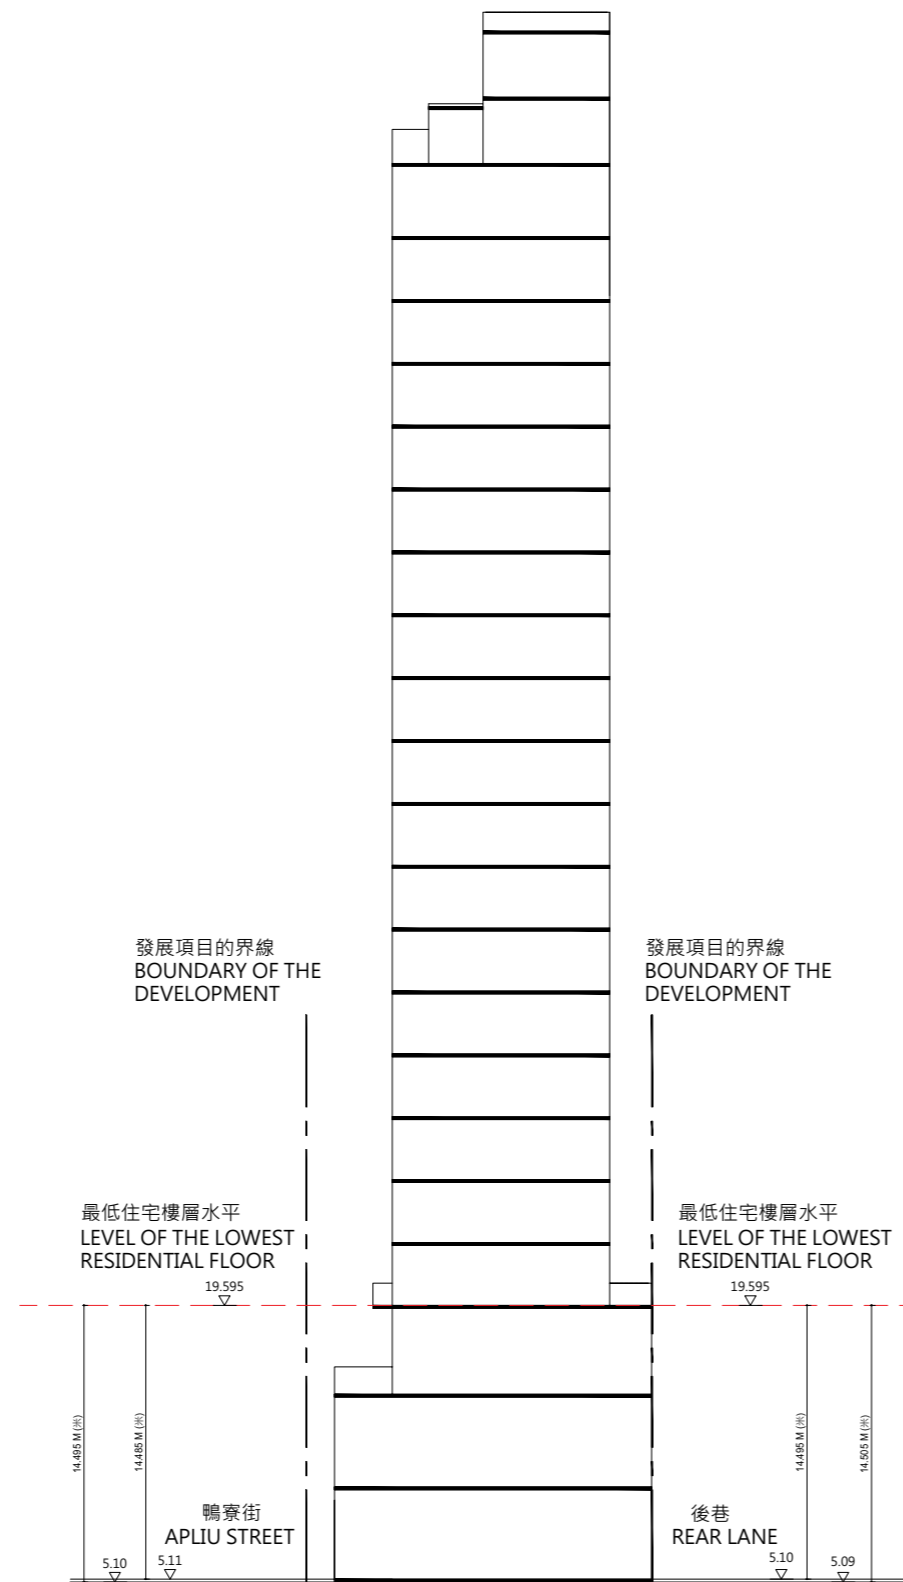 發展項目的界線
BOUNDARY OF THE
DEVELOPMENT
發展項目的界線
BOUNDARY OF THE
DEVELOPMENT
最低住宅樓層水平
LEVEL OF THE LOWEST
RESIDENTIAL FLOOR
19.595
最低住宅樓層水平
LEVEL OF THE LOWEST
RESIDENTIAL FLOOR
19.595
14.495 M (米)
14.485 M (米)
14.495 M (米)
14.505 M (米)
鴨寮街
APLIU STREET
後巷
REAR LANE
5.10
5.11
5.10
5.09